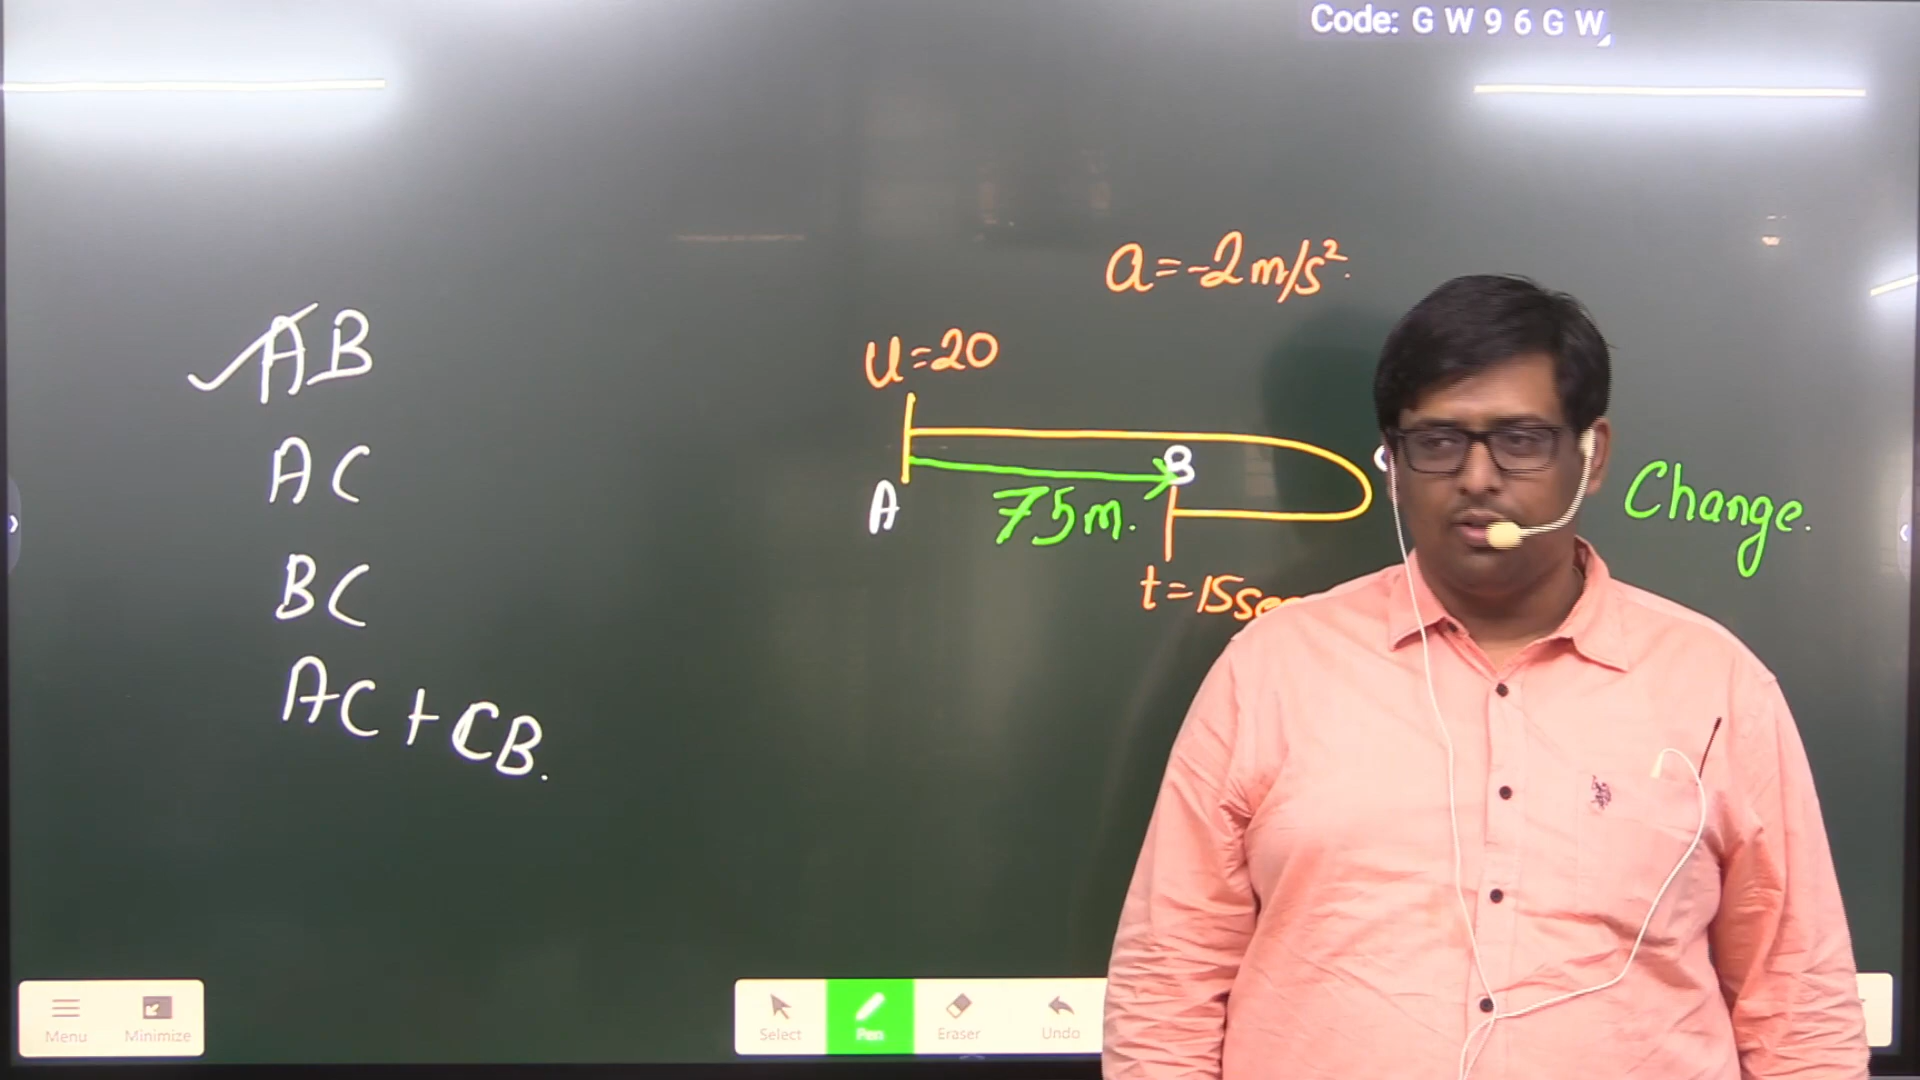 Code: G W 9 6 G W
a=-2m/s².
u=20
AB
AC
B
A
75m.
Change.
BC
AC+CB.
Menu
Minimize
Select
Pen
Eraser
Undo